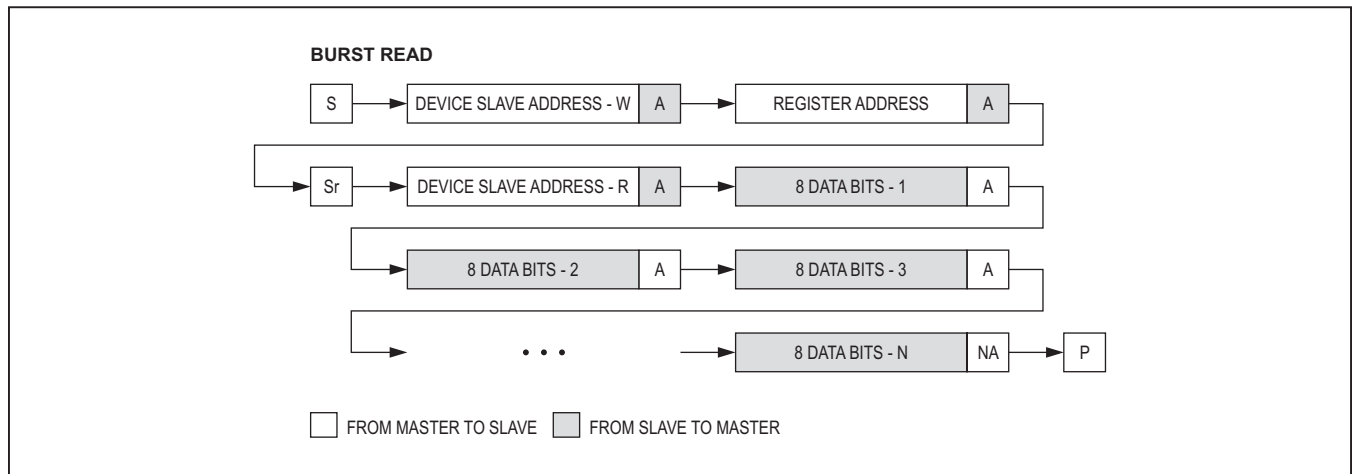 BURST READ
S DEVICE SLAVE ADDRESS - W A REGISTER ADDRESS A
Sr DEVICE SLAVE ADDRESS - R A 8 DATA BITS - 1 A
8 DATA BITS - 2 A 8 DATA BITS - 3 A
• • • 8 DATA BITS - N NA P
FROM MASTER TO SLAVE FROM SLAVE TO MASTER